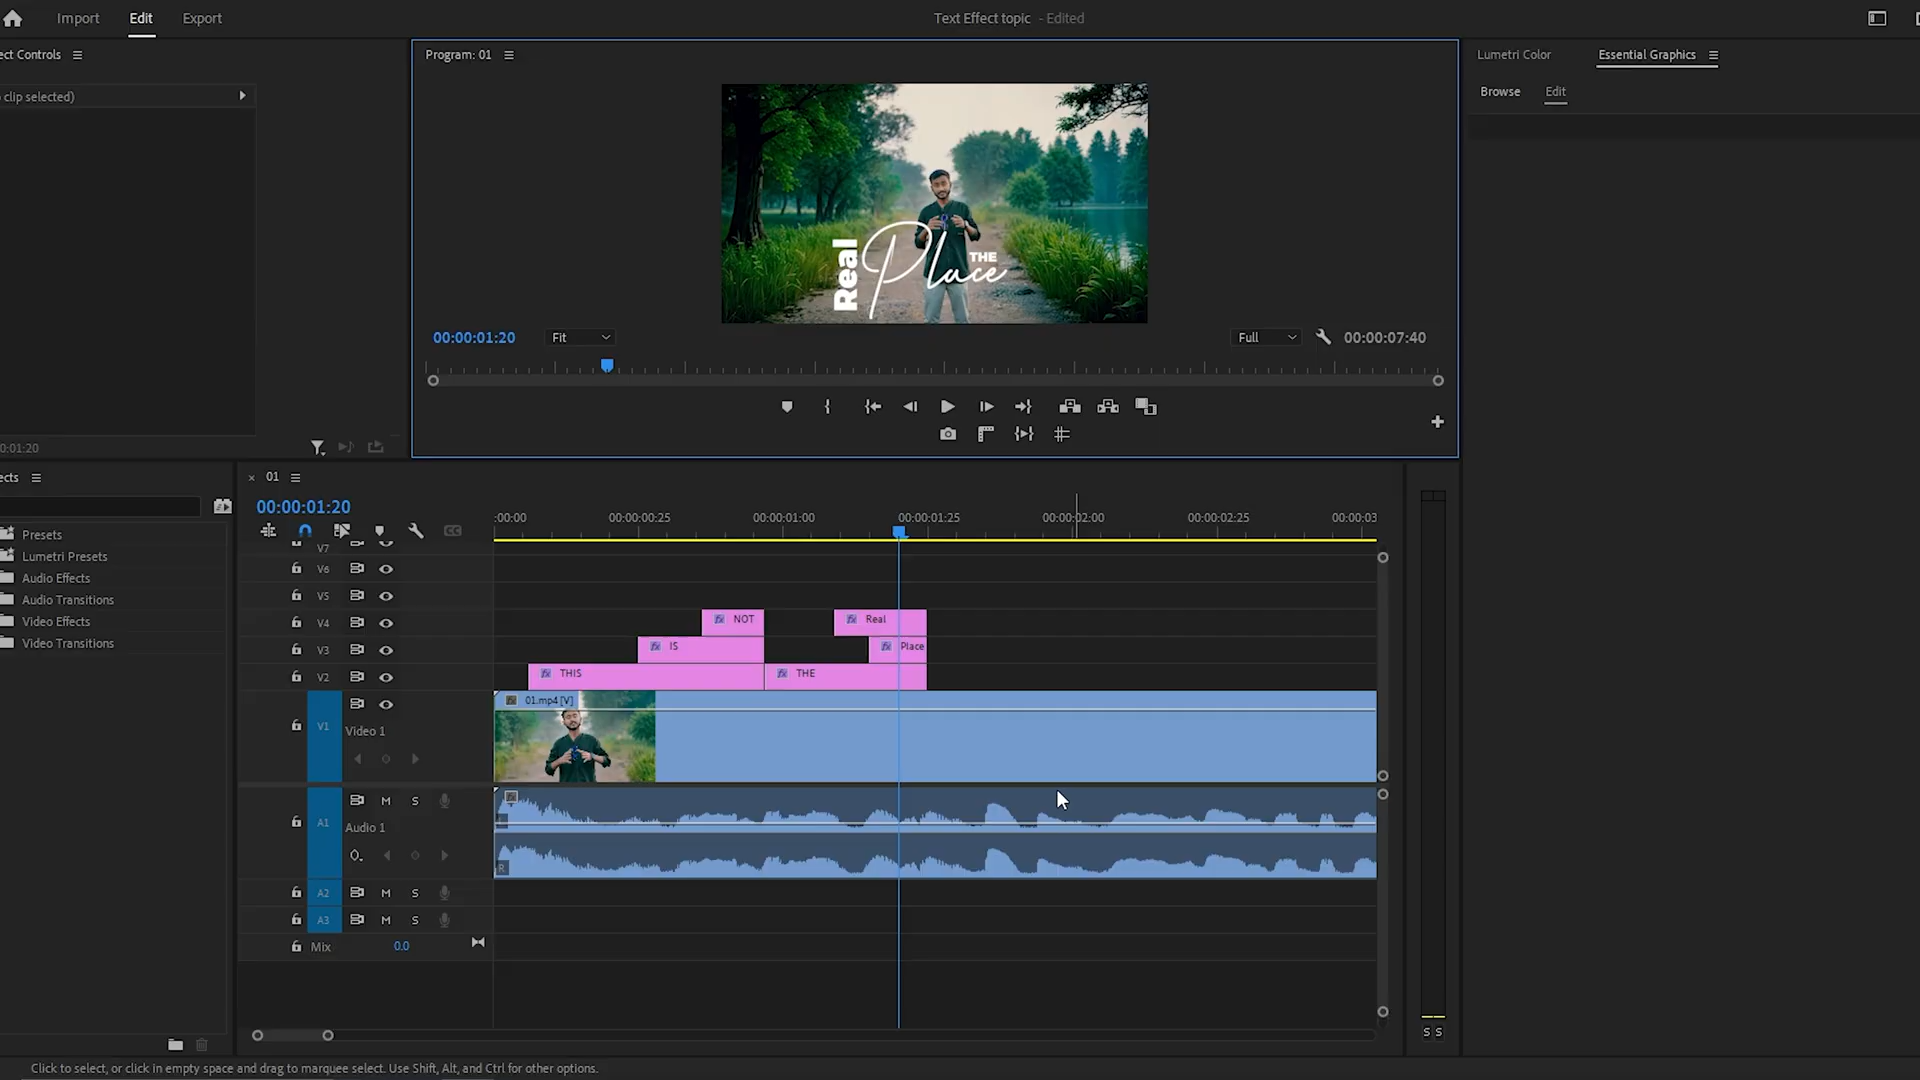 Import Edit Export
Text Effect topic - Edited
ect Controls
clip selected)
0:01:20
Program: 01
Real
Place
THE
00:00:01:20 Fit Full 00:00:07:40
Lumetri Color Essential Graphics
Browse Edit
ects
Presets
Lumetri Presets
Audio Effects
Audio Transitions
Video Effects
Video Transitions
× 01
00:00:01:20
:00:00 00:00:00:25 00:00:01:00 00:00:01:25 00:00:02:00 00:00:02:25 00:00:03
V7
V6
V5
V4 NOT Real
V3 IS Place
V2 THIS THE
01.mp4 [V]
V1 Video 1
A1 M S
Audio 1
L
R
A2 M S
A3 M S
Mix 0.0
S S
Click to select, or click in empty space and drag to marquee select. Use Shift, Alt, and Ctrl for other options.